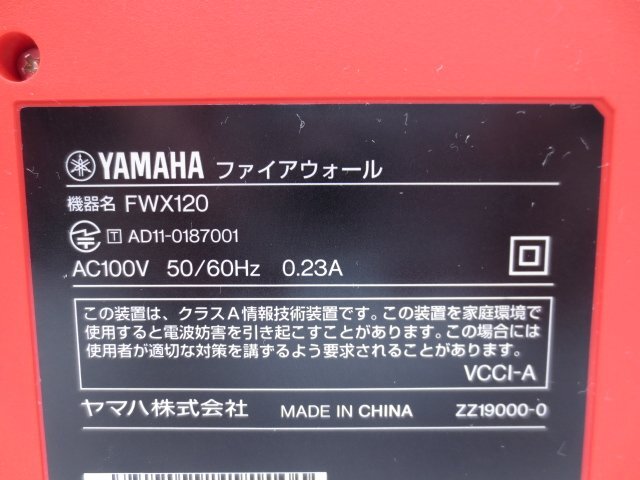 YAMAHA ファイアウォール
機器名 FWX120
T AD11-0187001
AC100V 50/60Hz 0.23A
この装置は、クラスA情報技術装置です。この装置を家庭環境で
使用すると電波妨害を引き起こすことがあります。この場合には
使用者が適切な対策を講ずるよう要求されることがあります。
VCCI-A
ヤマハ株式会社 MADE IN CHINA ZZ19000-0